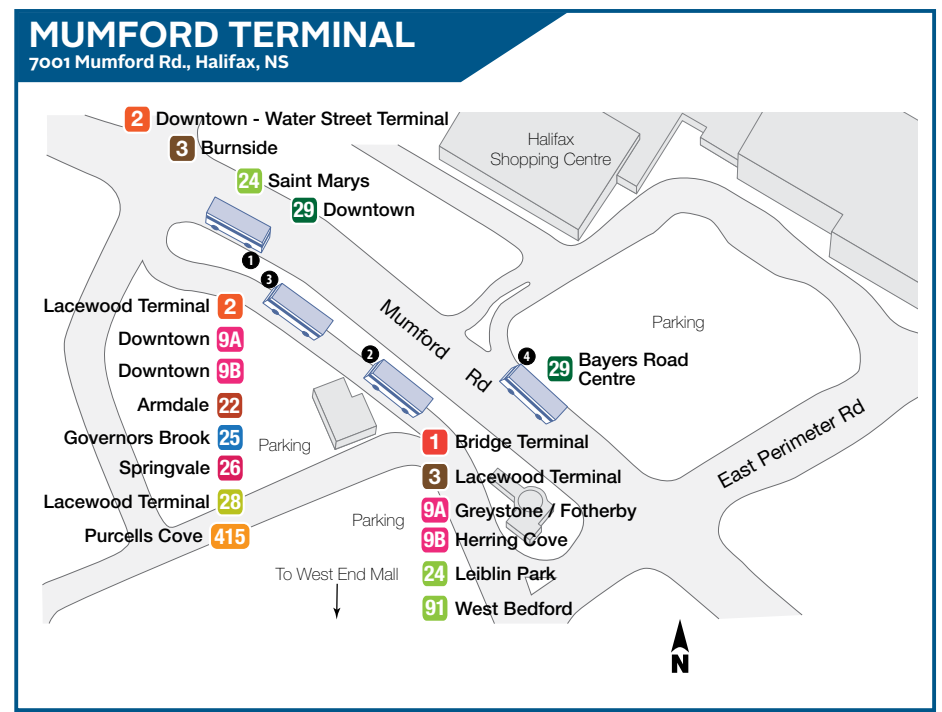 MUMFORD TERMINAL
7001 Mumford Rd., Halifax, NS
2 Downtown - Water Street Terminal
3 Burnside
24 Saint Marys
29 Downtown
Halifax
Shopping Centre
1
3
Lacewood Terminal 2
Downtown 9A
Downtown 9B
Armdale 22
Governors Brook 25
Springvale 26
Lacewood Terminal 28
Purcells Cove 415
Mumford
Rd
Parking
2
4
29 Bayers Road
Centre
East Perimeter Rd
Parking
1 Bridge Terminal
3 Lacewood Terminal
9A Greystone / Fotherby
9B Herring Cove
24 Leiblin Park
91 West Bedford
Parking
To West End Mall
N